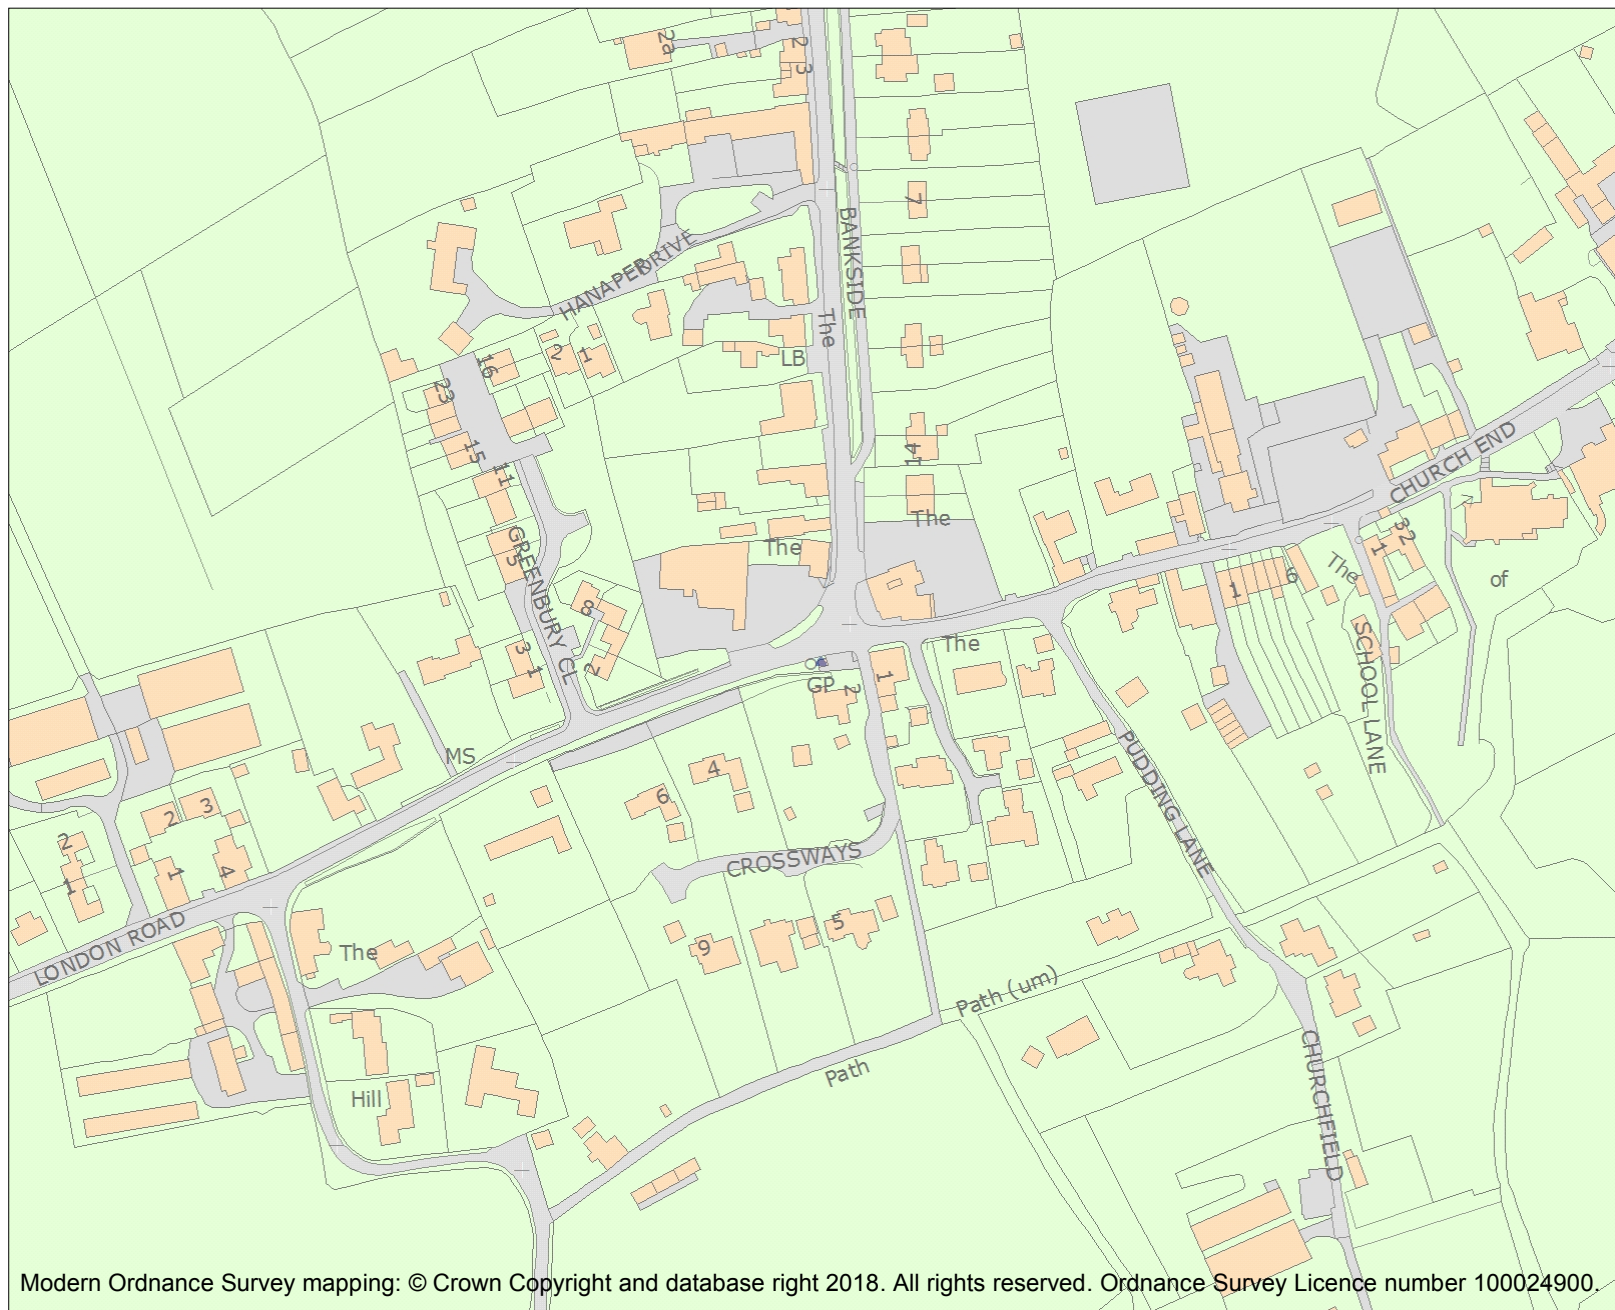 2a
2
3
7
BANKSIDE
HANAPER DRIVE
The
LB
16
2
1
23
15
11
14
The
The
CHURCH END
5
GREENBURY CL
8
2
3
1
The
1
6
The
1
32
of
SCHOOL LANE
GP
2
1
MS
4
6
PUDDING LANE
2
3
2
1
1
4
CROSSWAYS
5
9
LONDON ROAD
The
Path (um)
Path
Hill
CHURCHFIELD
Modern Ordnance Survey mapping: © Crown Copyright and database right 2018. All rights reserved. Ordnance Survey Licence number 100024900.